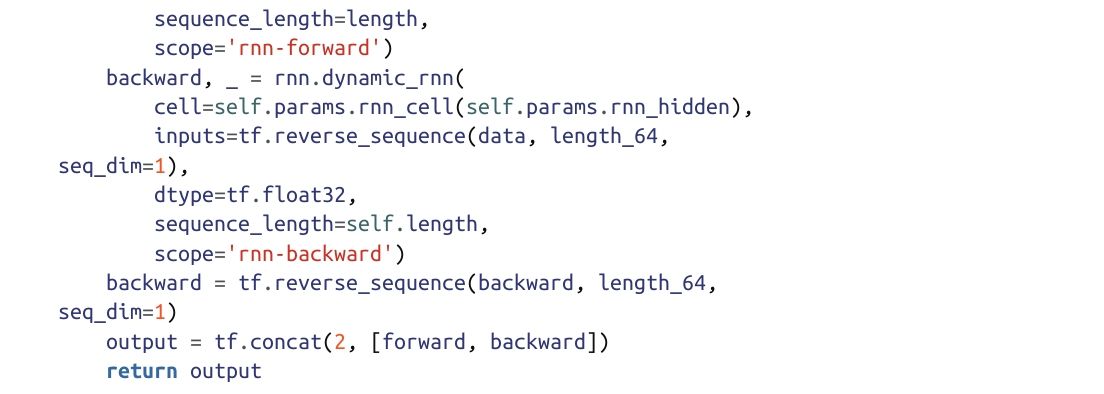 sequence_length=length,
        scope='rnn-forward')
    backward, _ = rnn.dynamic_rnn(
        cell=self.params.rnn_cell(self.params.rnn_hidden),
        inputs=tf.reverse_sequence(data, length_64,
seq_dim=1),
        dtype=tf.float32,
        sequence_length=self.length,
        scope='rnn-backward')
    backward = tf.reverse_sequence(backward, length_64,
seq_dim=1)
    output = tf.concat(2, [forward, backward])
    return output